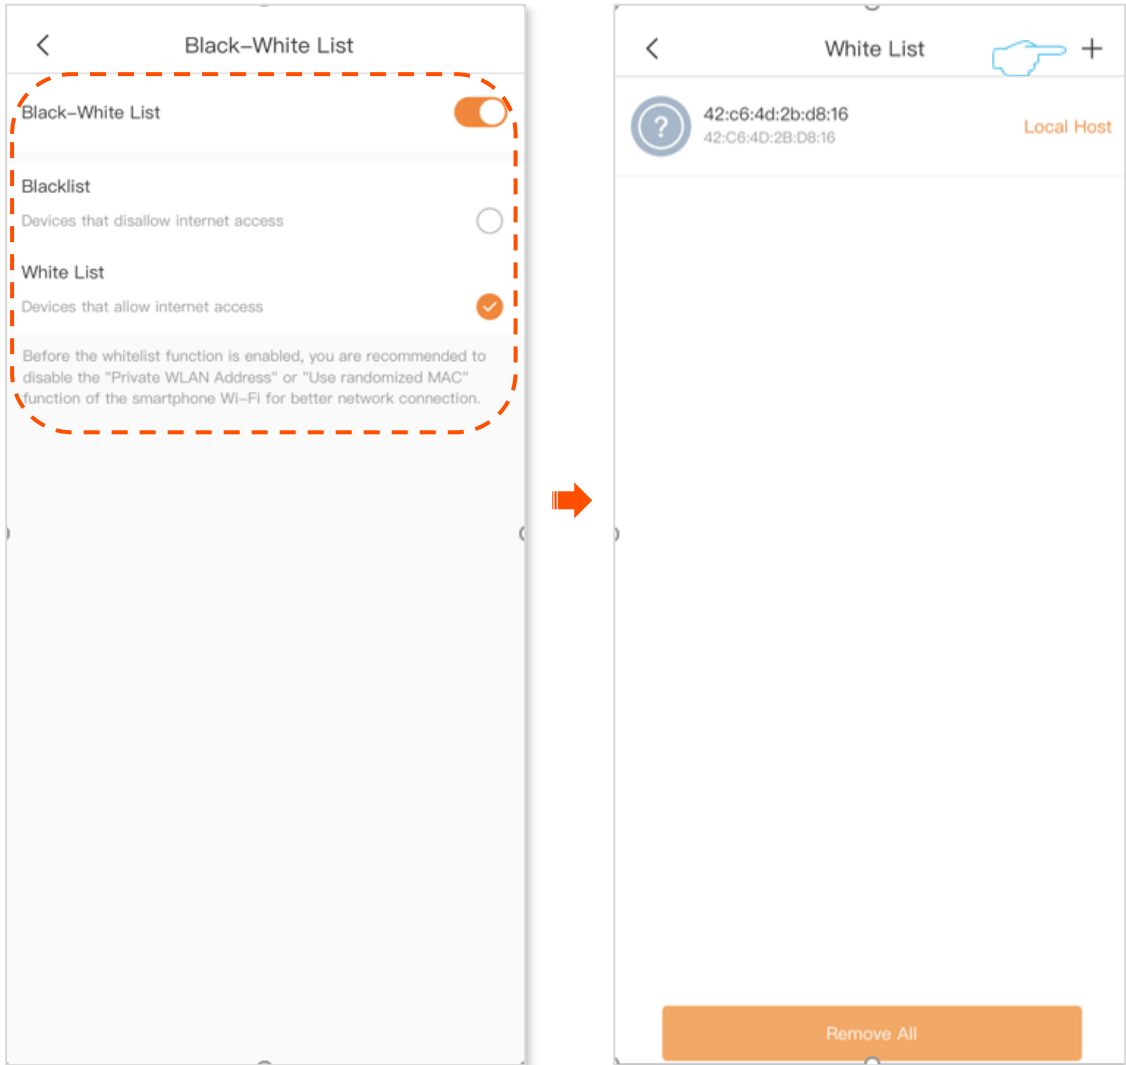 Black–White List
Black–White List
Blacklist
Devices that disallow internet access
White List
Devices that allow internet access
Before the whitelist function is enabled, you are recommended to
disable the "Private WLAN Address" or "Use randomized MAC"
function of the smartphone Wi–Fi for better network connection.
White List
42:c6:4d:2b:d8:16
42:C6:4D:2B:D8:16
Local Host
Remove All